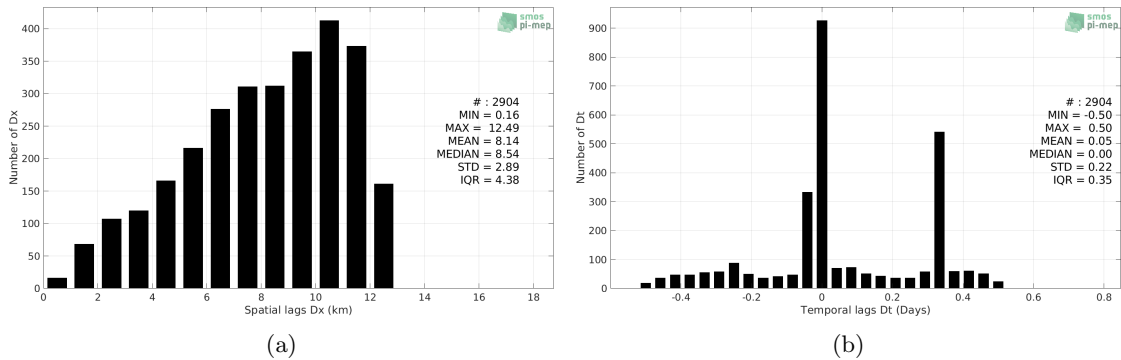 smos
pi-mep
400
350
300
250
200
150
100
50
0
Number of Dx
# : 2904
MIN = 0.16
MAX = 12.49
MEAN = 8.14
MEDIAN = 8.54
STD = 2.89
IQR = 4.38
0 2 4 6 8 10 12 14 16 18
Spatial lags Dx (km)
(a)
smos
pi-mep
900
800
700
600
500
400
300
200
100
0
Number of Dt
# : 2904
MIN = -0.50
MAX = 0.50
MEAN = 0.05
MEDIAN = 0.00
STD = 0.22
IQR = 0.35
-0.4 -0.2 0 0.2 0.4 0.6 0.8
Temporal lags Dt (Days)
(b)